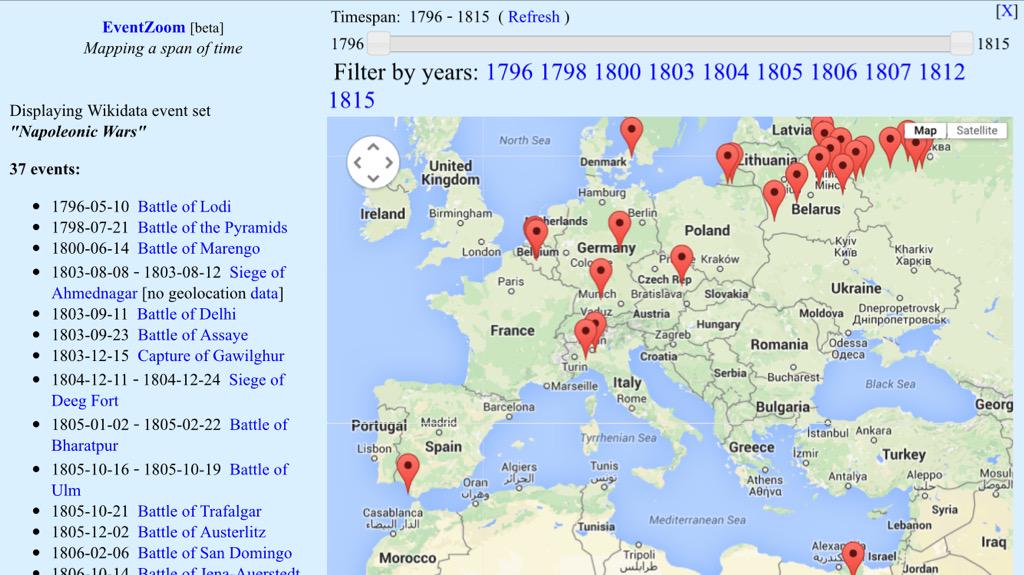 EventZoom [beta]
Mapping a span of time
Displaying Wikidata event set
"Napoleonic Wars"
37 events:
1796-05-10 Battle of Lodi
1798-07-21 Battle of the Pyramids
1800-06-14 Battle of Marengo
1803-08-08 - 1803-08-12 Siege of
Ahmednagar [no geolocation data]
1803-09-11 Battle of Delhi
1803-09-23 Battle of Assaye
1803-12-15 Capture of Gawilghur
1804-12-11 - 1804-12-24 Siege of
Deeg Fort
1805-01-02 - 1805-02-22 Battle of
Bharatpur
1805-10-16 - 1805-10-19 Battle of
Ulm
1805-10-21 Battle of Trafalgar
1805-12-02 Battle of Austerlitz
1806-02-06 Battle of San Domingo
1806-10-14 Battle of Jena-Auerstedt
Timespan: 1796 - 1815 ( Refresh )
[X]
1796
1815
Filter by years: 1796 1798 1800 1803 1804 1805 1806 1807 1812
1815
Map
Satellite
North Sea
Latvia
Denmark
United
Kingdom
Hamburg
Ireland
Birmingham
Berlin
Belarus
London
Germany
Poland
Київ
Kyiv
Kharkiv
Харків
Paris
Kraków
Czech Rep
Munich
Bratislava
Slovakia
Ukraine
Vaduz
Austria
Moldova
Dnepropetrovsk
Дніпропетровськ
France
Hungary
Zagreb
Turin
Croatia
Romania
Odessa
Одеса
Marseille
Serbia
Bucharest
Italy
Rome
Black Sea
Barcelona
Bulgaria
Georg
Portugal
Madrid
Spain
Lisbon
Tyrrhenian Sea
İstanbul
Ankara
Greece
İzmir
Turkey
Algiers
الجزائر
Tunis
تونس
Athens
Αθήνα
Antalya
Aleppo
حلب
Mosul
الموصل
Oran
وهران
Casablanca
الدار البيضاء
Tunisia
Mediterranean Sea
Syria
Lebanon
Iraq
Morocco
Tripoli
طرابلس
Israel
Jordan